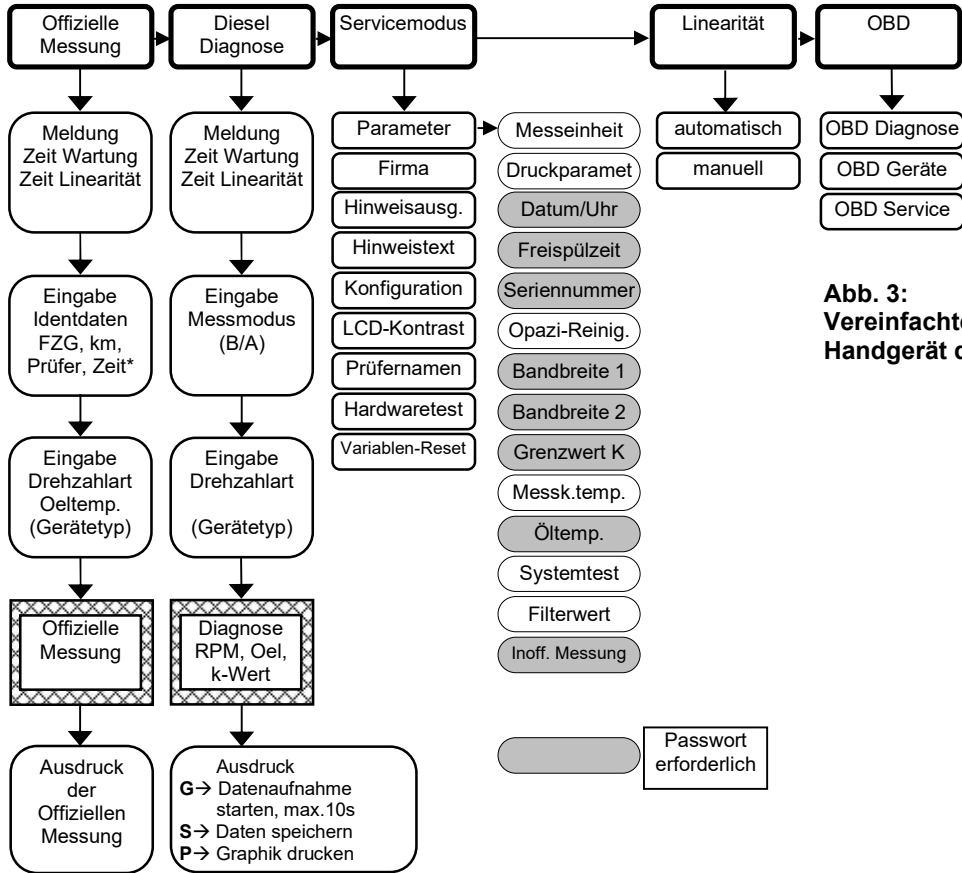 Offizielle
Messung
Diesel
Diagnose
Servicemodus
Linearität
OBD
Meldung
Zeit Wartung
Zeit Linearität
Eingabe
Identdaten
FZG, km,
Prüfer, Zeit*
Eingabe
Drehzahlart
Oeltemp.
(Gerätetyp)
Offizielle
Messung
Ausdruck
der
Offiziellen
Messung
Meldung
Zeit Wartung
Zeit Linearität
Eingabe
Messmodus
(B/A)
Eingabe
Drehzahlart
(Gerätetyp)
Diagnose
RPM, Oel,
k-Wert
Ausdruck
G→ Datenaufnahme
starten, max.10s
S→ Daten speichern
P→ Graphik drucken
Parameter
Firma
Hinweisausg.
Hinweistext
Konfiguration
LCD-Kontrast
Prüfernamen
Hardwaretest
Variablen-Reset
Messeinheit
Druckparamet
Datum/Uhr
Freispülzeit
Seriennummer
Opazi-Reinig.
Bandbreite 1
Bandbreite 2
Grenzwert K
Messk.temp.
Öltemp.
Systemtest
Filterwert
Inoff. Messung
Passwort
erforderlich
automatisch
manuell
OBD Diagnose
OBD Geräte
OBD Service
Abb. 3:
Vereinfacht
Handgerät